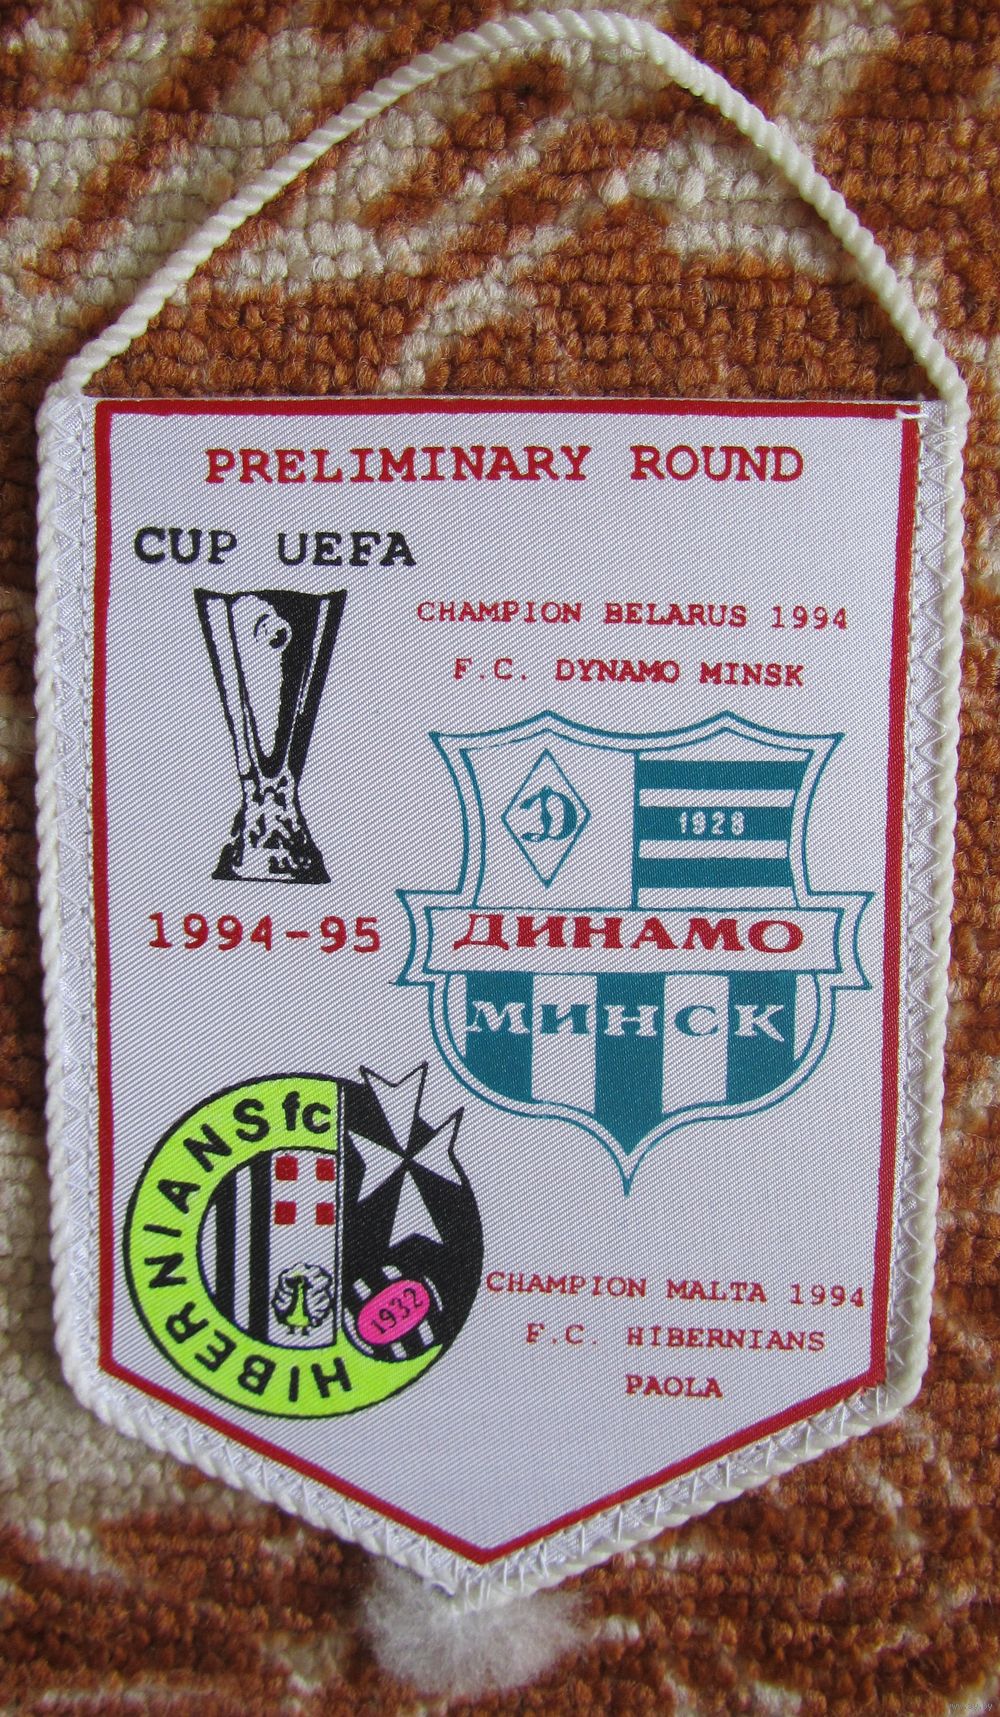 PRELIMINARY ROUND
CUP UEFA
CHAMPION BELARUS 1994
F.C. DYNAMO MINSK
Д
1928
1994-95
ДИНАМО
МИНСК
HIBERNIANS fc
1932
CHAMPION MALTA 1994
F.C. HIBERNIANS
PAOLA